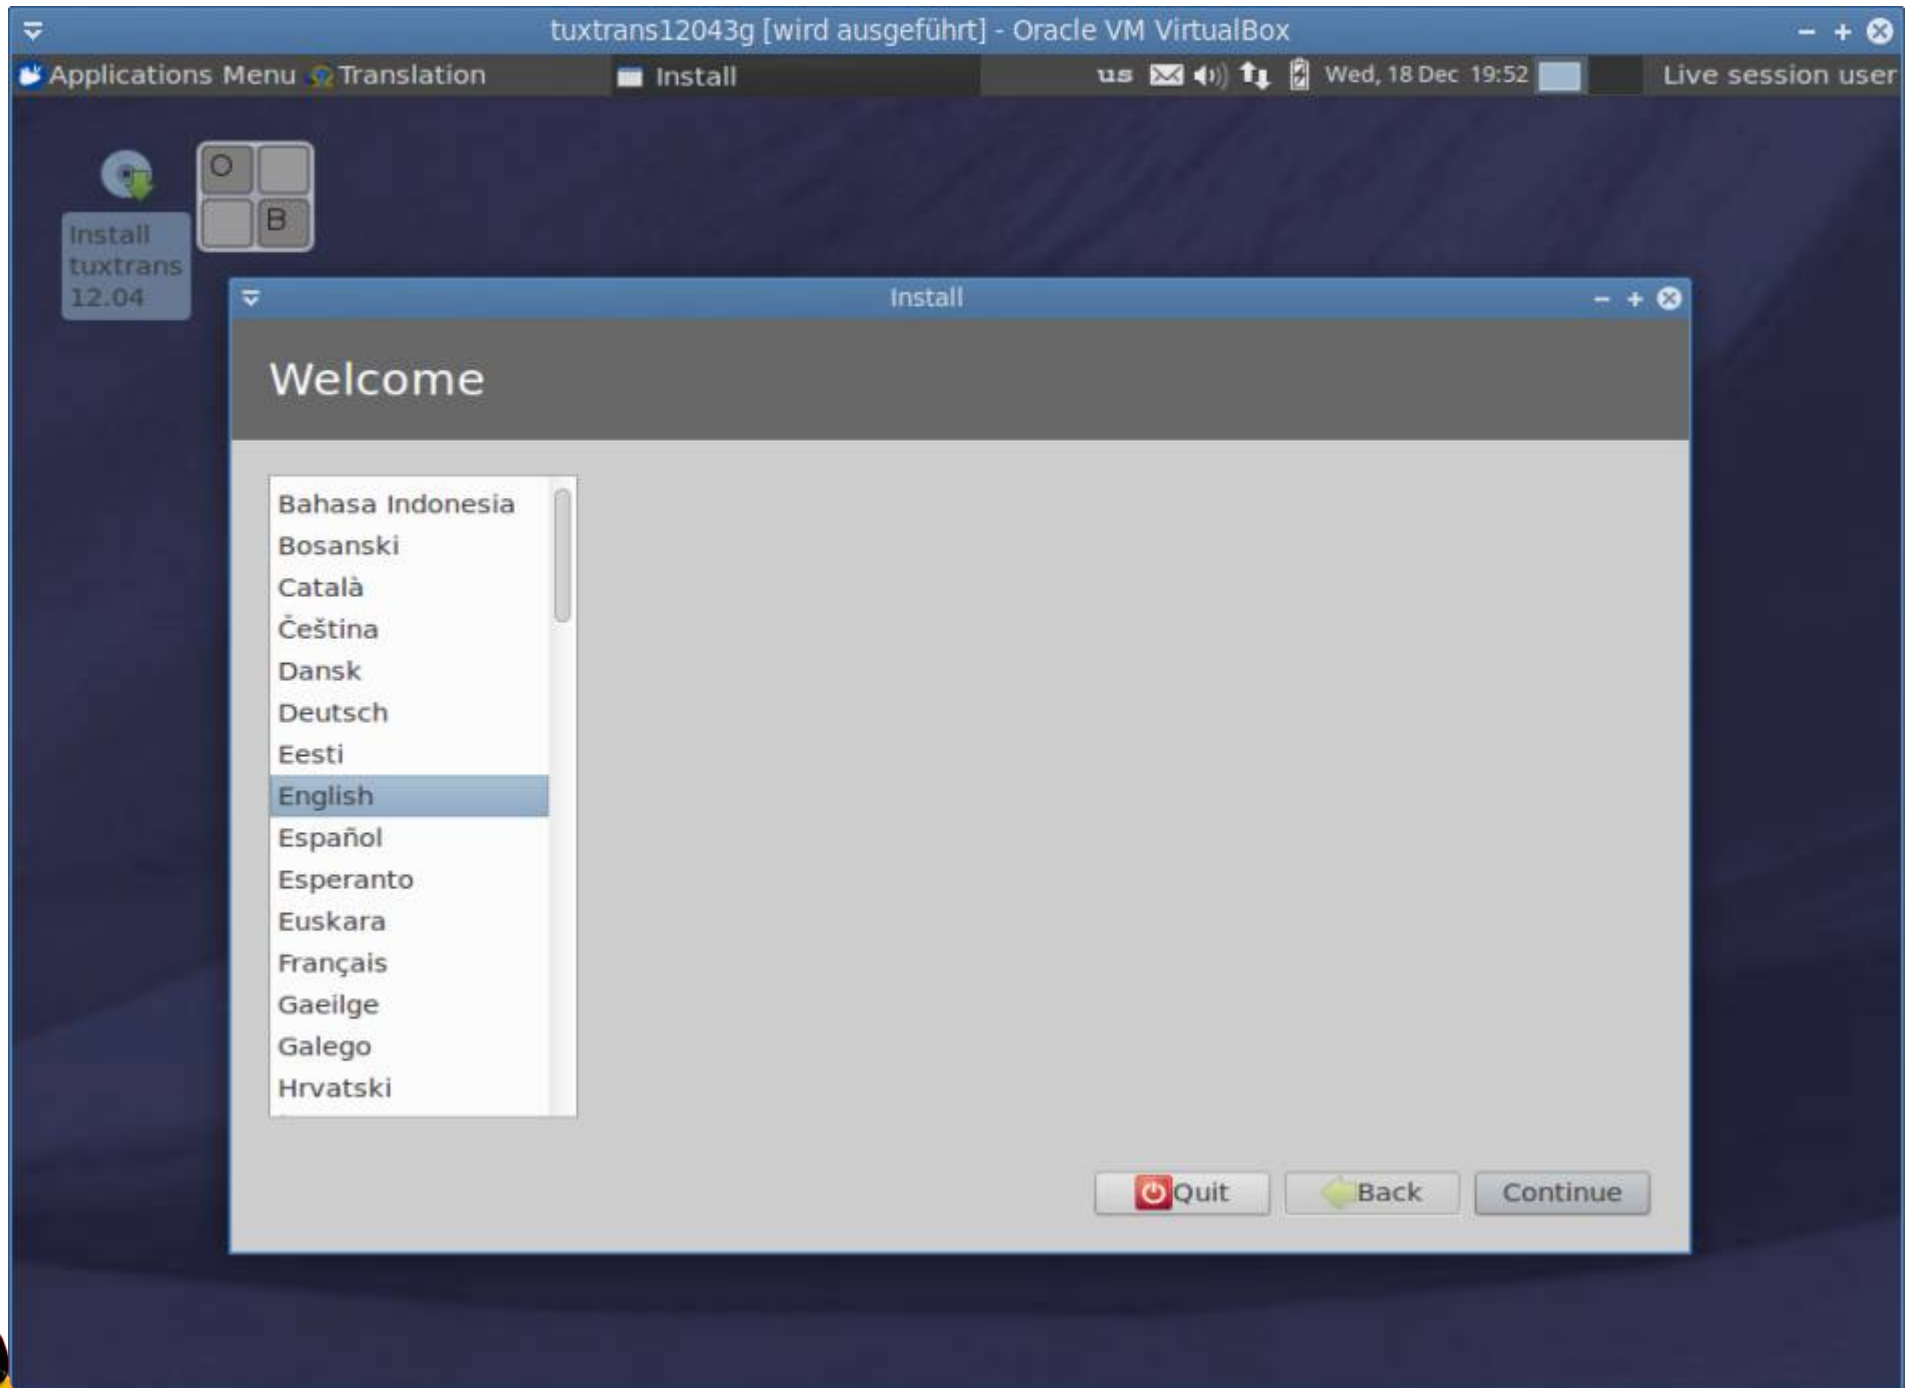 tuxtrans12043g [wird ausgeführt] - Oracle VM VirtualBox
Applications Menu Translation Install us Wed, 18 Dec 19:52 Live session user
O
B
Install
tuxtrans
12.04
Install
Welcome
Bahasa Indonesia
Bosanski
Català
Čeština
Dansk
Deutsch
Eesti
English
Español
Esperanto
Euskara
Français
Gaeilge
Galego
Hrvatski
Quit Back Continue